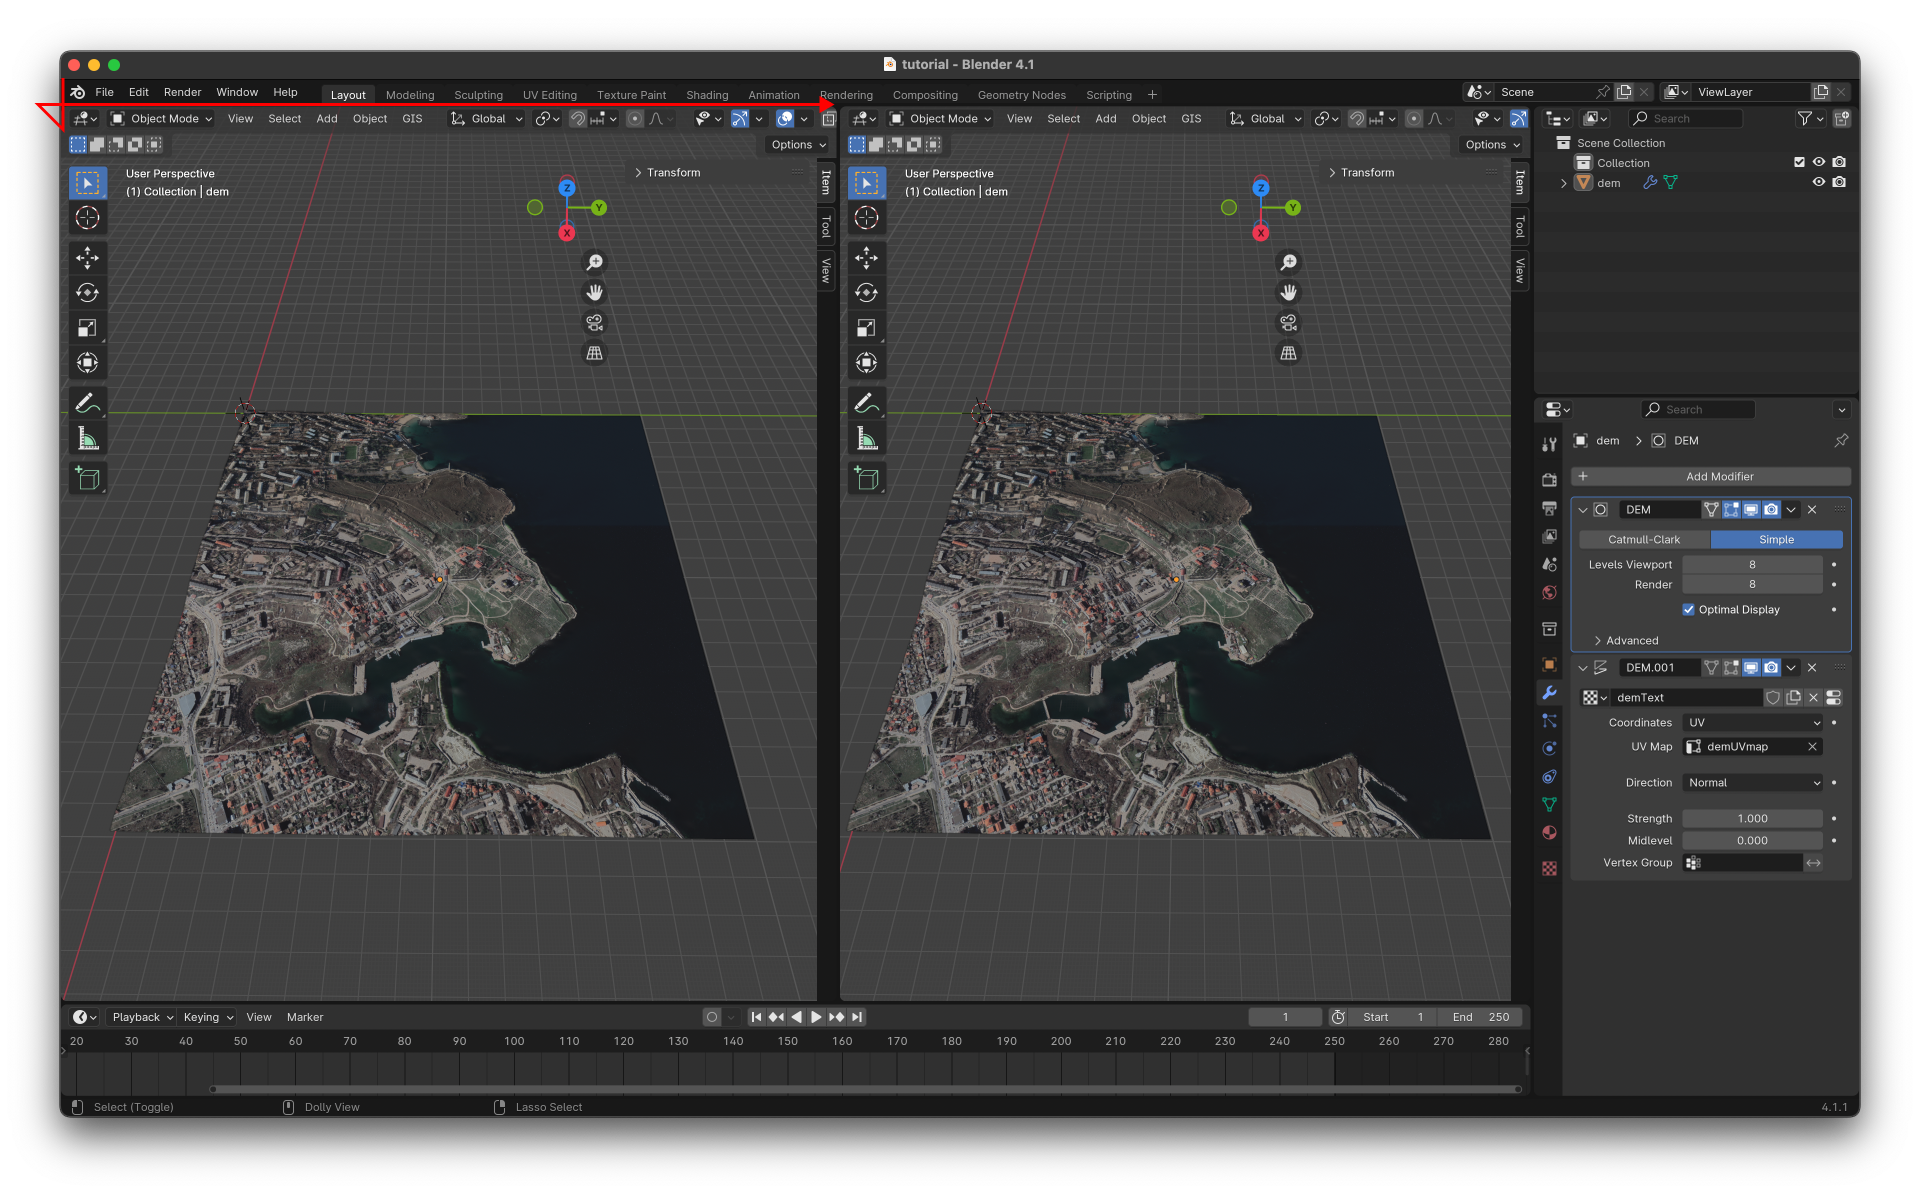 tutorial - Blender 4.1
File Edit Render Window Help Layout Modeling Sculpting UV Editing Texture Paint Shading Animation Rendering Compositing Geometry Nodes Scripting + Scene ViewLayer
Object Mode View Select Add Object GIS Global Object Mode View Select Add Object GIS Global Search
Options Options
Scene Collection
Collection
dem
User Perspective
(1) Collection | dem
Transform
Item
Tool
View
Z
Y
X
User Perspective
(1) Collection | dem
Transform
Item
Tool
View
Z
Y
X
Search
dem > DEM
+ Add Modifier
DEM
Catmull-Clark Simple
Levels Viewport 8
Render 8
Optimal Display
Advanced
DEM.001
demText
Coordinates UV
UV Map demUVmap
Direction Normal
Strength 1.000
Midlevel 0.000
Vertex Group
Playback Keying View Marker 1 Start 1 End 250
20 30 40 50 60 70 80 90 100 110 120 130 140 150 160 170 180 190 200 210 220 230 240 250 260 270 280
Select (Toggle) Dolly View Lasso Select 4.1.1